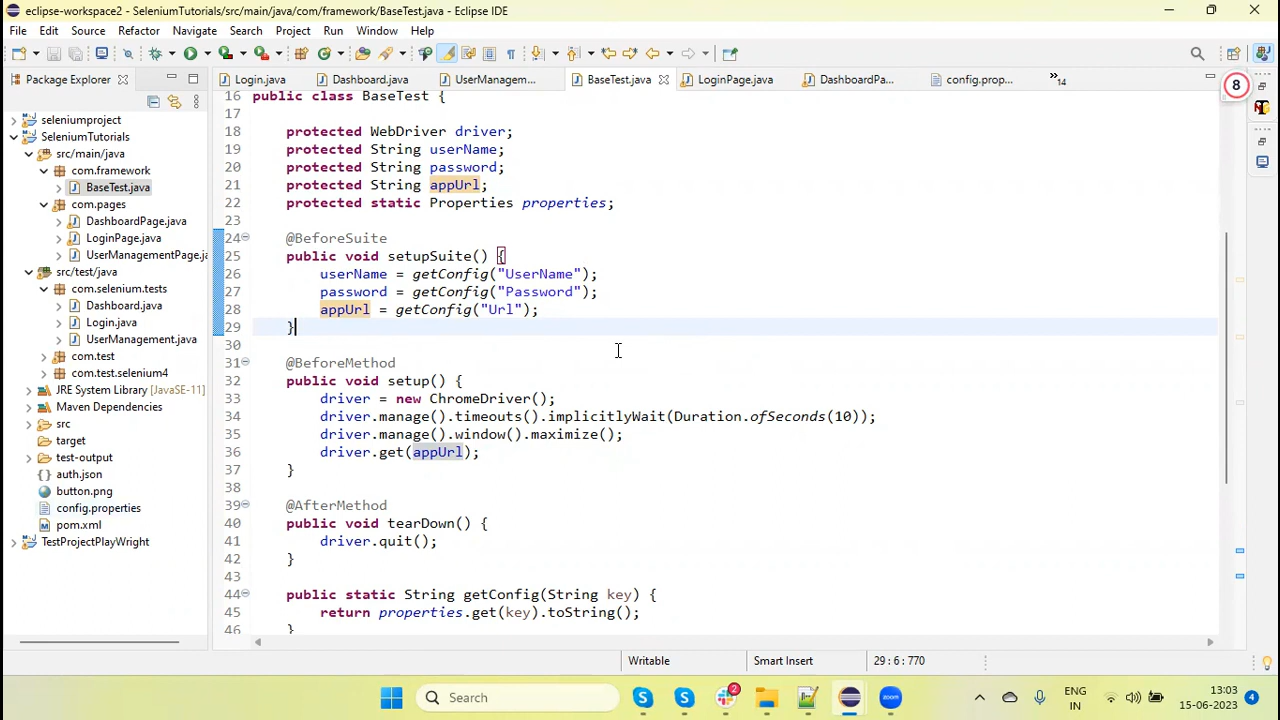 eclipse-workspace2 - SeleniumTutorials/src/main/java/com/framework/BaseTest.java - Eclipse IDE
File Edit Source Refactor Navigate Search Project Run Window Help
Package Explorer
Login.java
Dashboard.java
UserManagem...
BaseTest.java
LoginPage.java
DashboardPa...
config.prop...
14
8
seleniumproject
SeleniumTutorials
src/main/java
com.framework
BaseTest.java
com.pages
DashboardPage.java
LoginPage.java
UserManagementPage.ja
src/test/java
com.selenium.tests
Dashboard.java
Login.java
UserManagement.java
com.test
com.test.selenium4
JRE System Library [JavaSE-11]
Maven Dependencies
src
target
test-output
auth.json
button.png
config.properties
pom.xml
TestProjectPlayWright
16 public class BaseTest {
17
18 protected WebDriver driver;
19 protected String userName;
20 protected String password;
21 protected String appUrl;
22 protected static Properties properties;
23
24 @BeforeSuite
25 public void setupSuite() {
26 userName = getConfig("UserName");
27 password = getConfig("Password");
28 appUrl = getConfig("Url");
29 }
30
31 @BeforeMethod
32 public void setup() {
33 driver = new ChromeDriver();
34 driver.manage().timeouts().implicitlyWait(Duration.ofSeconds(10));
35 driver.manage().window().maximize();
36 driver.get(appUrl);
37 }
38
39 @AfterMethod
40 public void tearDown() {
41 driver.quit();
42 }
43
44 public static String getConfig(String key) {
45 return properties.get(key).toString();
46 }
Writable
Smart Insert
29 : 6 : 770
Search
2
ENG
IN
13:03
15-06-2023
4